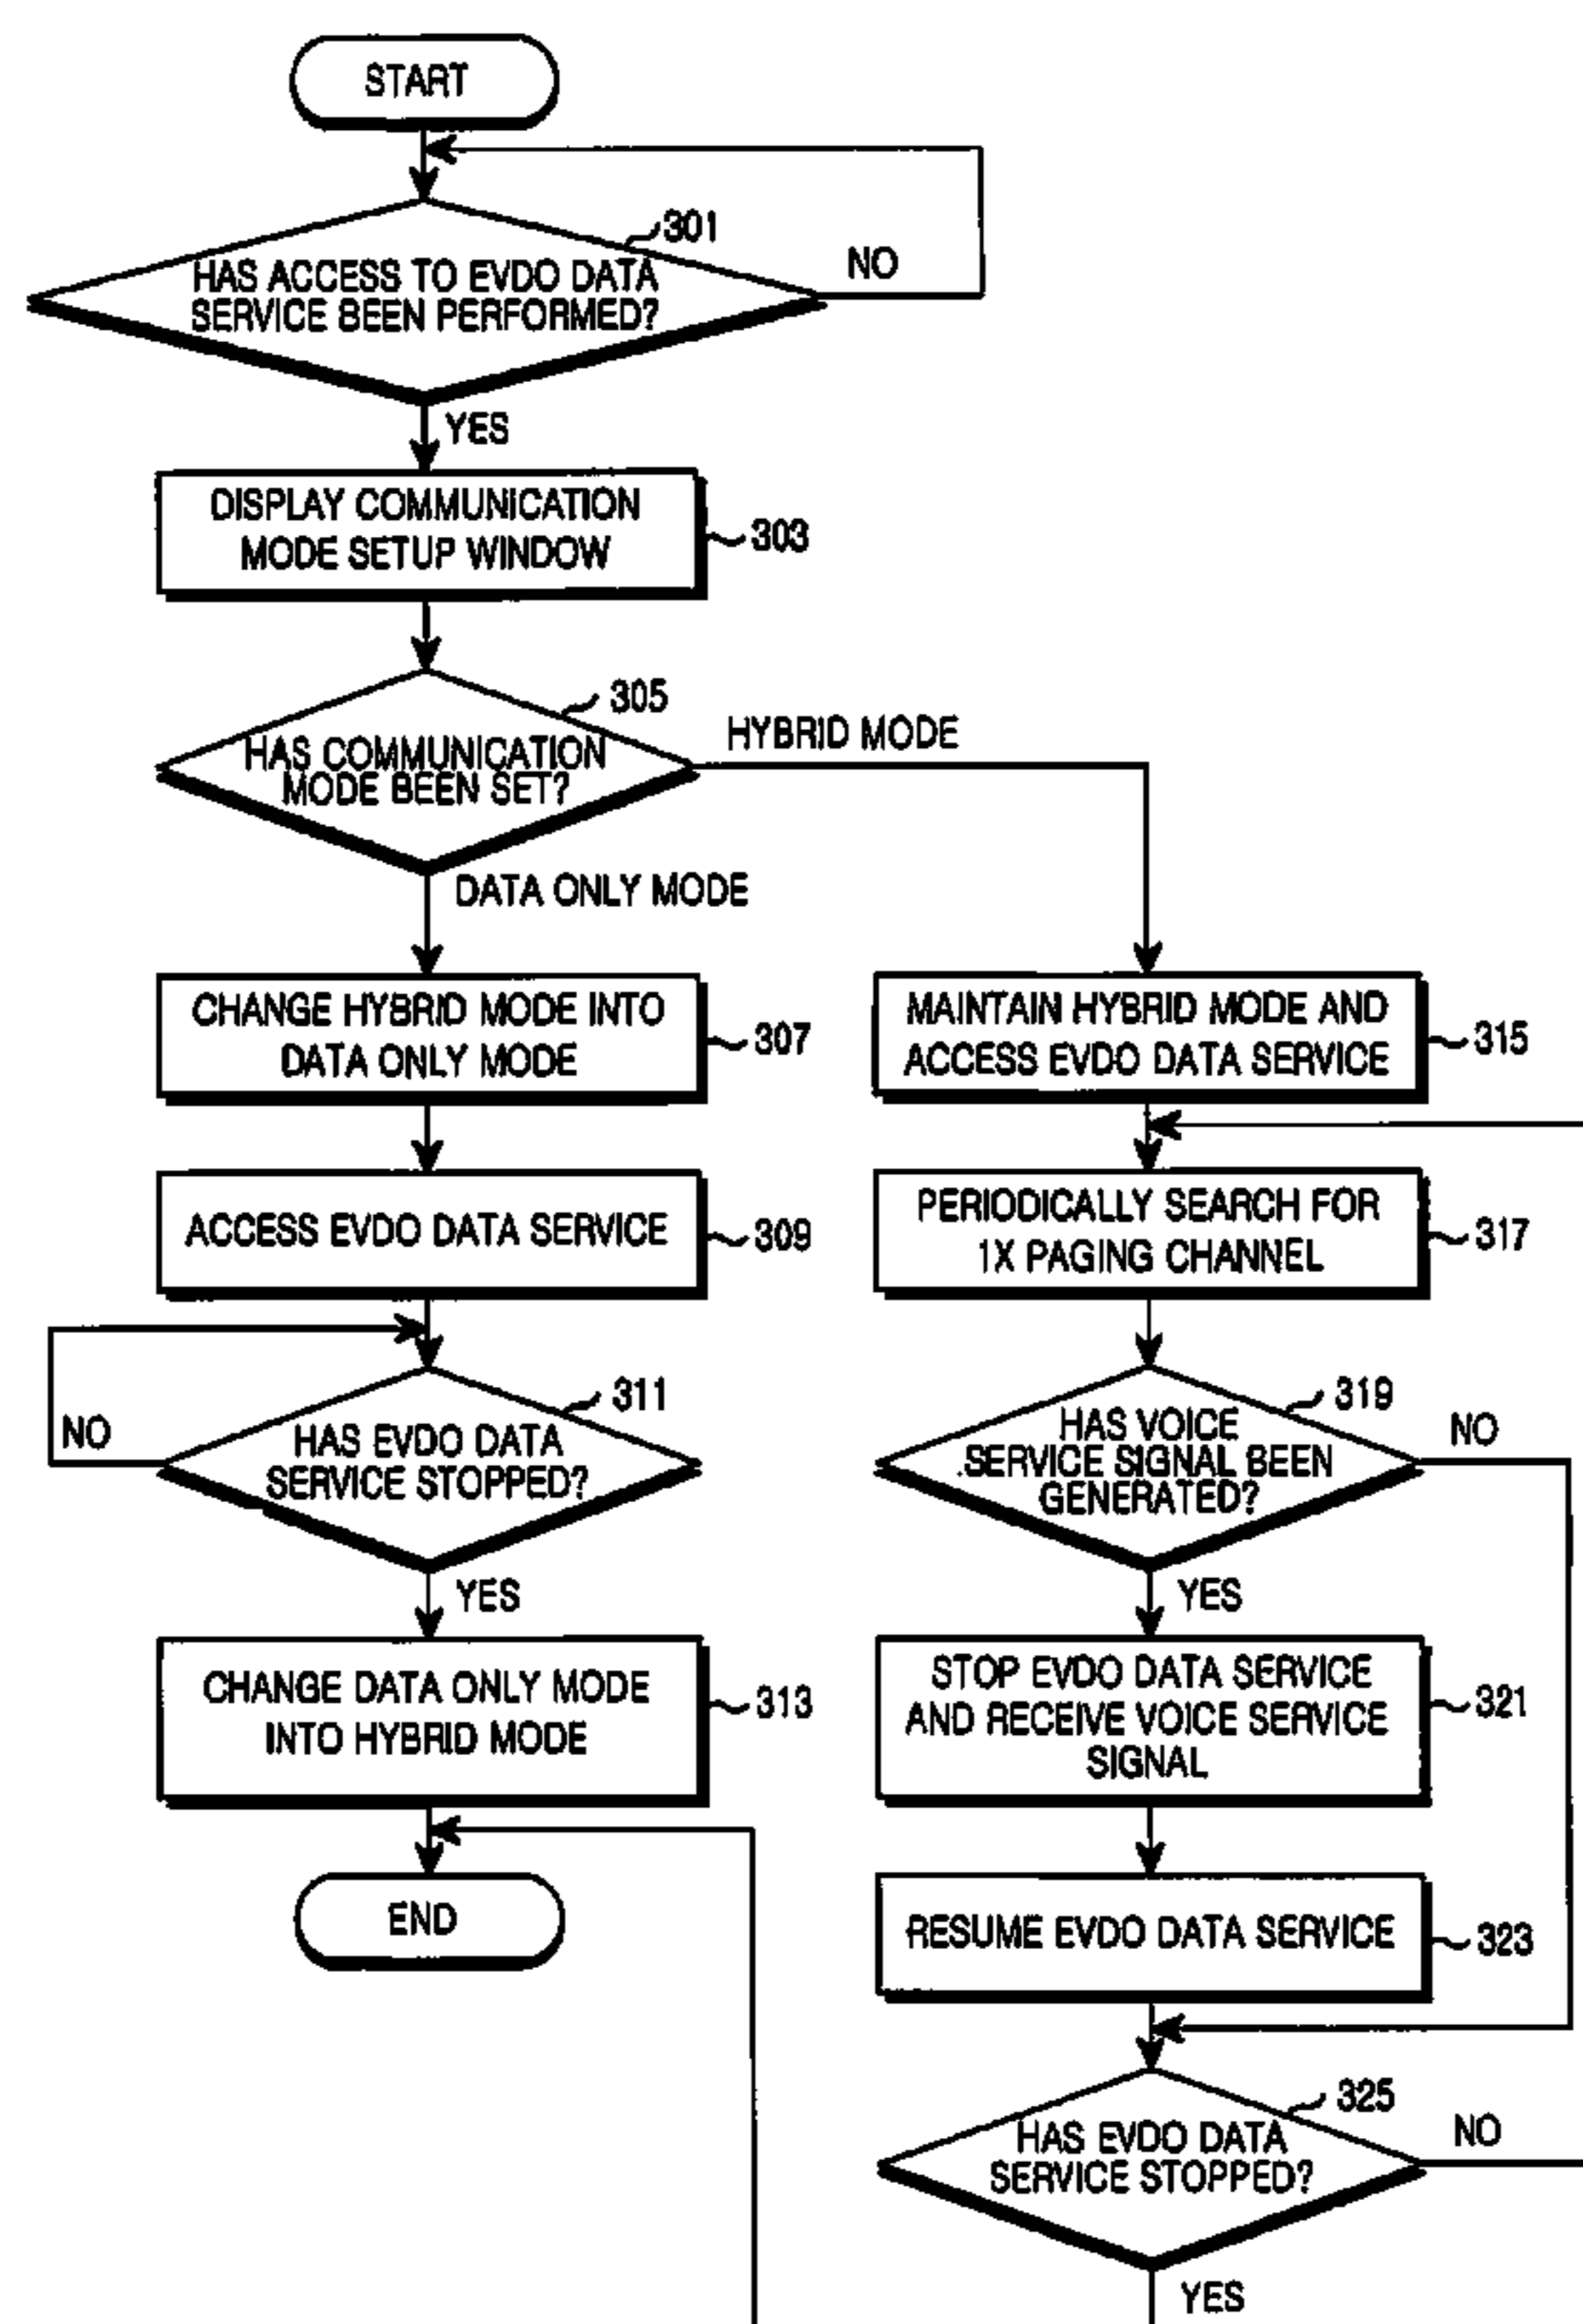 START
301
HAS ACCESS TO EVDO DATA
SERVICE BEEN PERFORMED?
NO
YES
DISPLAY COMMUNICATION
MODE SETUP WINDOW
303
305
HAS COMMUNICATION
MODE BEEN SET?
HYBRID MODE
DATA ONLY MODE
CHANGE HYBRID MODE INTO
DATA ONLY MODE
307
ACCESS EVDO DATA SERVICE
309
311
HAS EVDO DATA
SERVICE STOPPED?
NO
YES
CHANGE DATA ONLY MODE
INTO HYBRID MODE
313
END
MAINTAIN HYBRID MODE AND
ACCESS EVDO DATA SERVICE
315
PERIODICALLY SEARCH FOR
1X PAGING CHANNEL
317
319
HAS VOICE
SERVICE SIGNAL BEEN
GENERATED?
NO
YES
STOP EVDO DATA SERVICE
AND RECEIVE VOICE SERVICE
SIGNAL
321
RESUME EVDO DATA SERVICE
323
325
HAS EVDO DATA
SERVICE STOPPED?
NO
YES